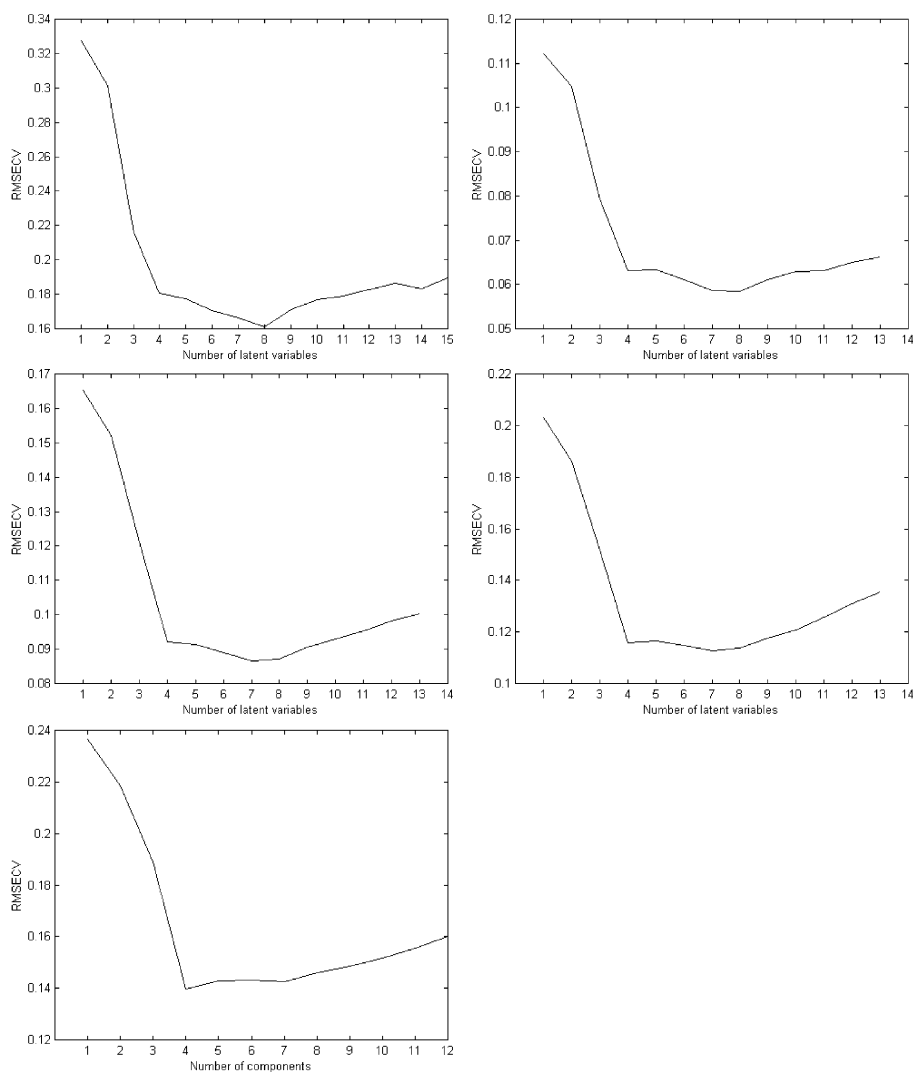 0.34
0.32
0.3
0.28
0.26
0.24
0.22
0.2
0.18
0.16
RMSECV
1 2 3 4 5 6 7 8 9 10 11 12 13 14 15
Number of latent variables
0.12
0.11
0.1
0.09
0.08
0.07
0.06
0.05
RMSECV
1 2 3 4 5 6 7 8 9 10 11 12 13 14
Number of latent variables
0.17
0.16
0.15
0.14
0.13
0.12
0.11
0.1
0.09
0.08
RMSECV
1 2 3 4 5 6 7 8 9 10 11 12 13 14
Number of latent variables
0.22
0.2
0.18
0.16
0.14
0.12
0.1
RMSECV
1 2 3 4 5 6 7 8 9 10 11 12 13 14
Number of latent variables
0.24
0.22
0.2
0.18
0.16
0.14
0.12
RMSECV
1 2 3 4 5 6 7 8 9 10 11 12
Number of components